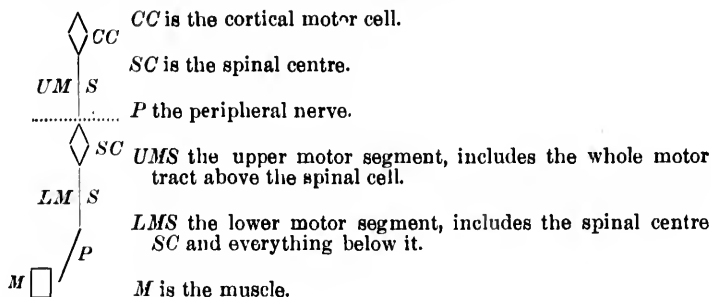 CC is the cortical motor cell.
CC
SC is the spinal centre.
UM S
P the peripheral nerve.
SC
UMS the upper motor segment, includes the whole motor
tract above the spinal cell.
LM S
LMS the lower motor segment, includes the spinal centre
SC and everything below it.
P
M
M is the muscle.